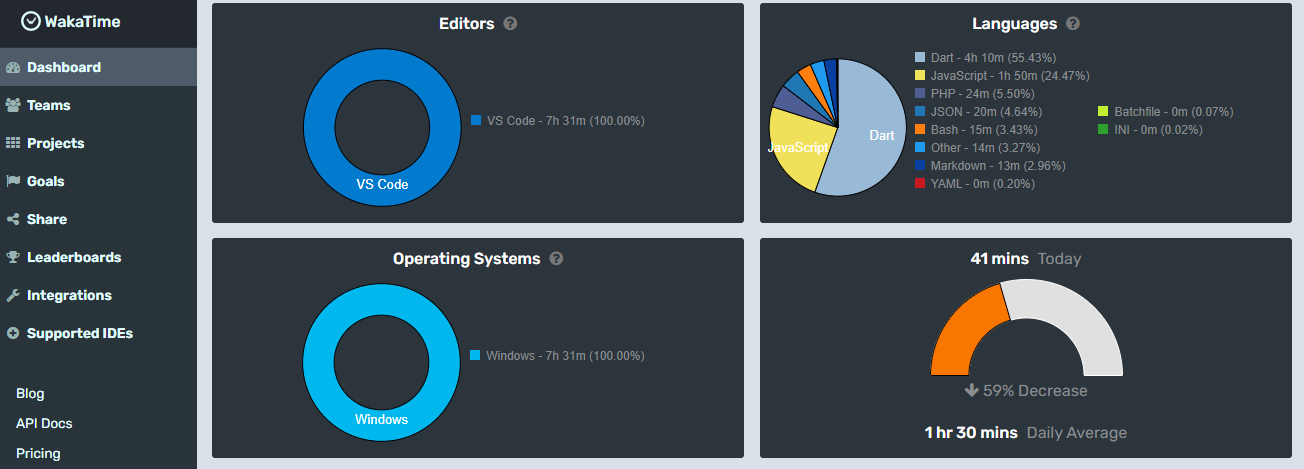 WakaTime
Dashboard
Teams
Projects
Goals
Share
Leaderboards
Integrations
Supported IDEs
Blog
API Docs
Pricing
Editors ?
VS Code
VS Code - 7h 31m (100.00%)
Languages ?
Dart
JavaScript
Dart - 4h 10m (55.43%)
JavaScript - 1h 50m (24.47%)
PHP - 24m (5.50%)
JSON - 20m (4.64%)
Bash - 15m (3.43%)
Other - 14m (3.27%)
Markdown - 13m (2.96%)
YAML - 0m (0.20%)
Batchfile - 0m (0.07%)
INI - 0m (0.02%)
Operating Systems ?
Windows
Windows - 7h 31m (100.00%)
41 mins Today
59% Decrease
1 hr 30 mins Daily Average